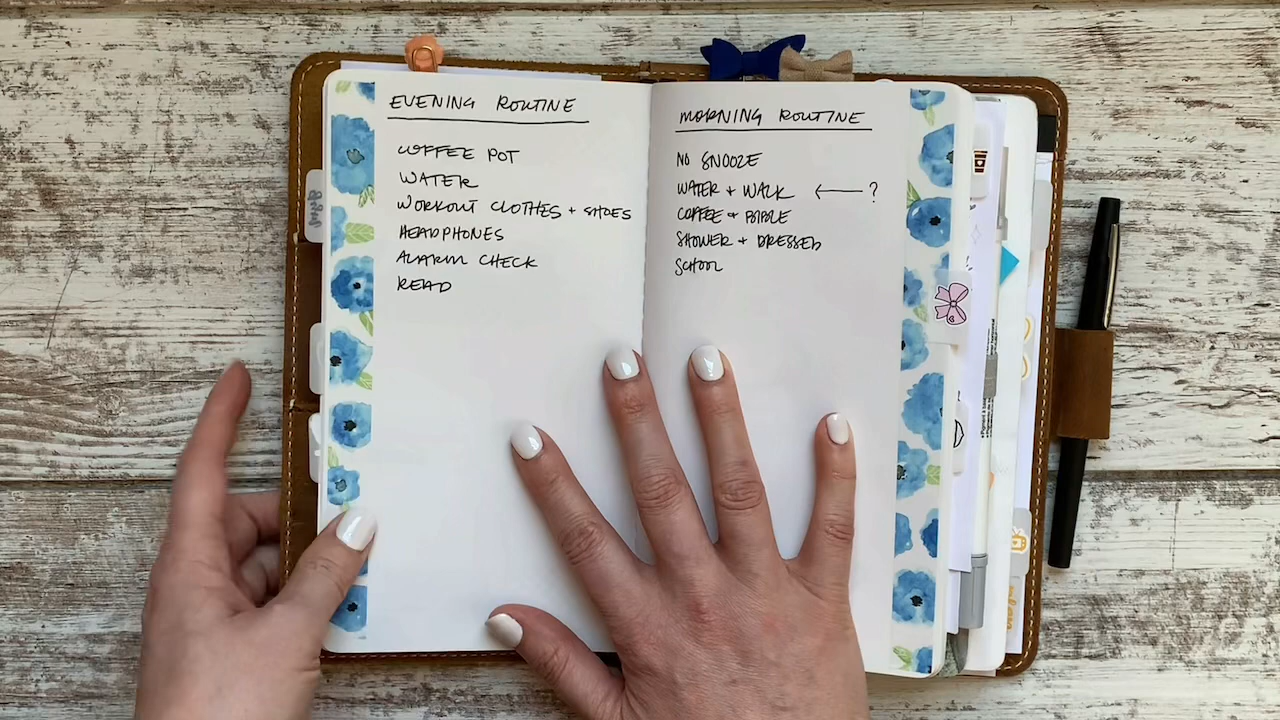 EVENING ROUTINE
COFFEE POT
WATER
WORKOUT CLOTHES + SHOES
HEADPHONES
ALARM CHECK
READ
MORNING ROUTINE
NO SNOOZE
WATER + WALK ← ?
COFFEE + BIBLE
SHOWER + DRESSED
SCHOOL